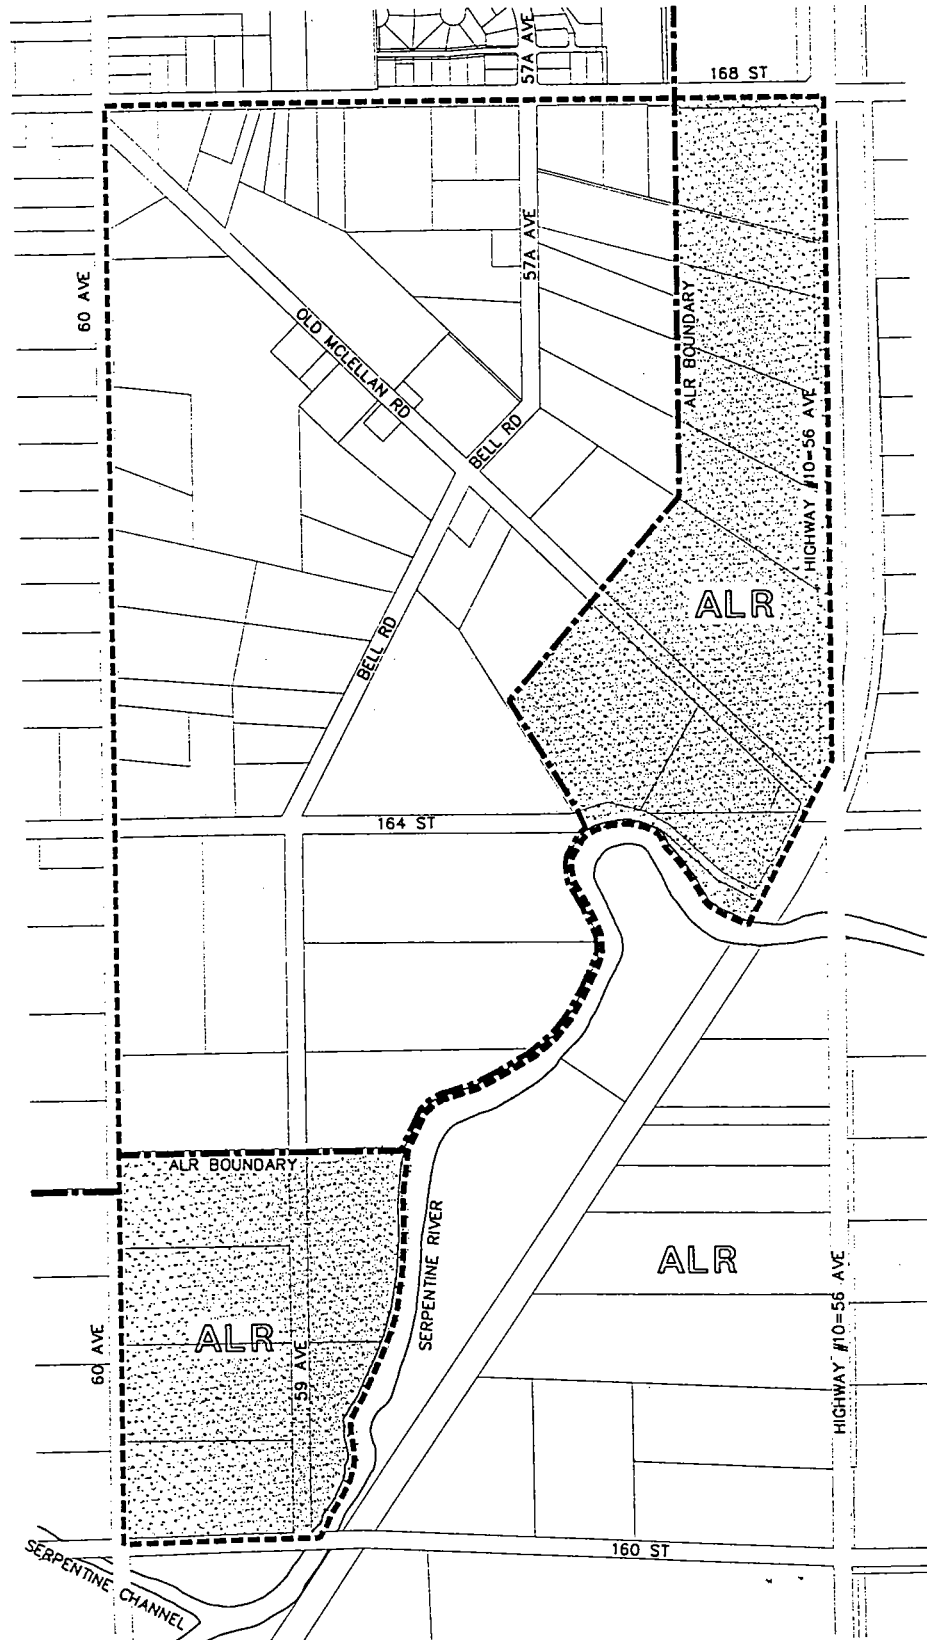 57A AVE
168 ST
60 AVE
57A AVE
ALR BOUNDARY
OLD MCLELLAN RD
HIGHWAY #10=56 AVE
BELL RD
ALR
BELL RD
164 ST
ALR BOUNDARY
SERPENTINE RIVER
ALR
HIGHWAY #10=56 AVE
ALR
60 AVE
59 AVE
160 ST
SERPENTINE CHANNEL